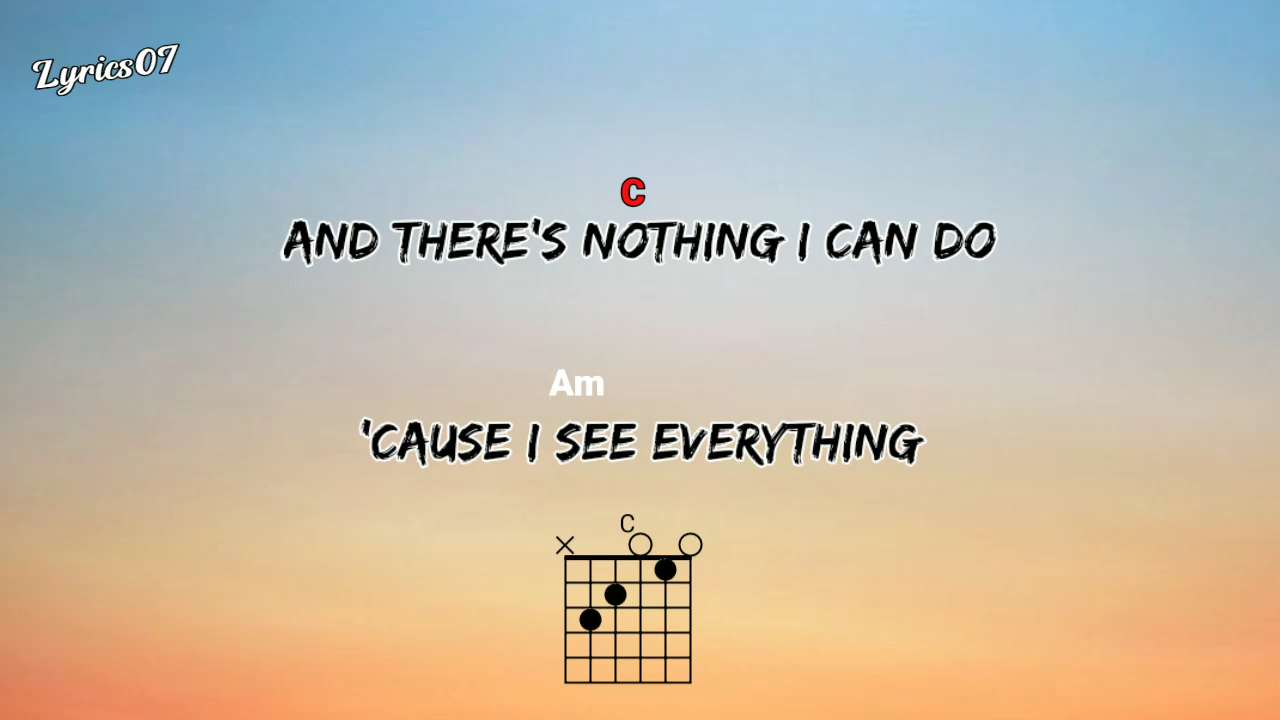 Lyrics07
C
AND THERE'S NOTHING I CAN DO
Am
'CAUSE I SEE EVERYTHING
C